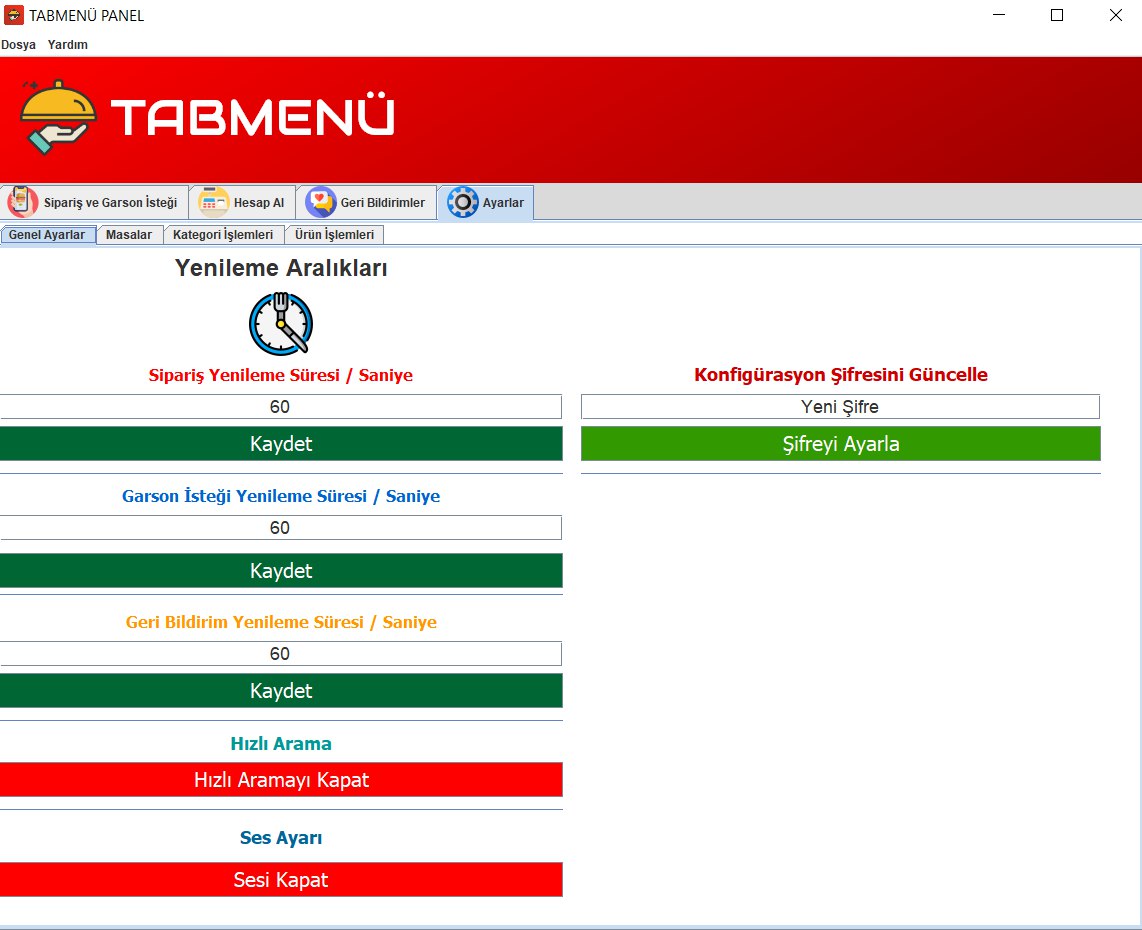 TABMENÜ PANEL
Dosya Yardım
TABMENÜ
Sipariş ve Garson İsteği Hesap Al Geri Bildirimler Ayarlar
Genel Ayarlar Masalar Kategori İşlemleri Ürün İşlemleri
Yenileme Aralıkları
Sipariş Yenileme Süresi / Saniye
60
Kaydet
Garson İsteği Yenileme Süresi / Saniye
60
Kaydet
Geri Bildirim Yenileme Süresi / Saniye
60
Kaydet
Hızlı Arama
Hızlı Aramayı Kapat
Ses Ayarı
Sesi Kapat
Konfigürasyon Şifresini Güncelle
Yeni Şifre
Şifreyi Ayarla